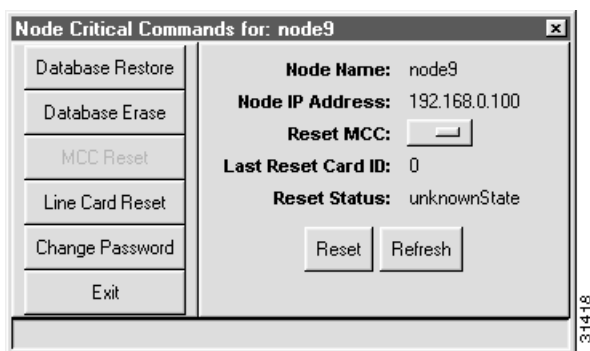 Node Critical Commands for: node9
Database Restore
Database Erase
MCC Reset
Line Card Reset
Change Password
Exit
Node Name: node9
Node IP Address: 192.168.0.100
Reset MCC:
Last Reset Card ID: 0
Reset Status: unknownState
Reset Refresh
31418